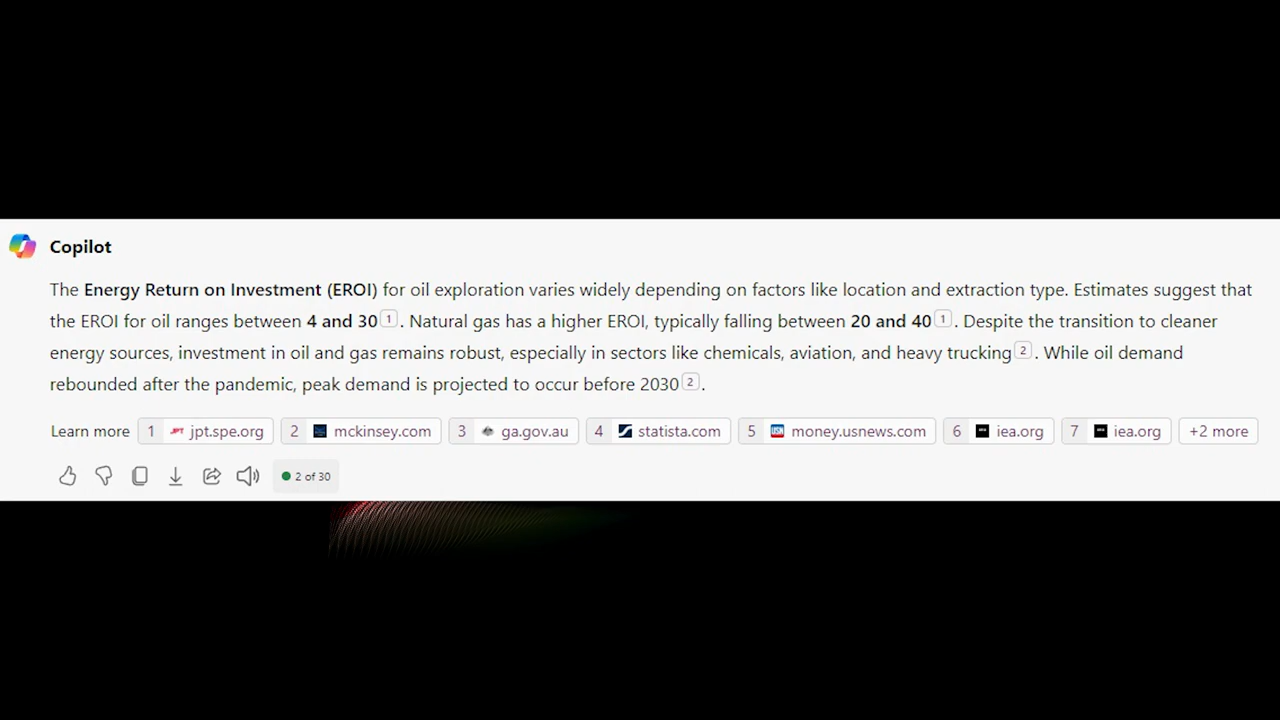 Copilot
The Energy Return on Investment (EROI) for oil exploration varies widely depending on factors like location and extraction type. Estimates suggest that
the EROI for oil ranges between 4 and 30 1. Natural gas has a higher EROI, typically falling between 20 and 40 1. Despite the transition to cleaner
energy sources, investment in oil and gas remains robust, especially in sectors like chemicals, aviation, and heavy trucking 2. While oil demand
rebounded after the pandemic, peak demand is projected to occur before 2030 2.
Learn more 1 jpt.spe.org 2 mckinsey.com 3 ga.gov.au 4 statista.com 5 money.usnews.com 6 iea.org 7 iea.org +2 more
2 of 30